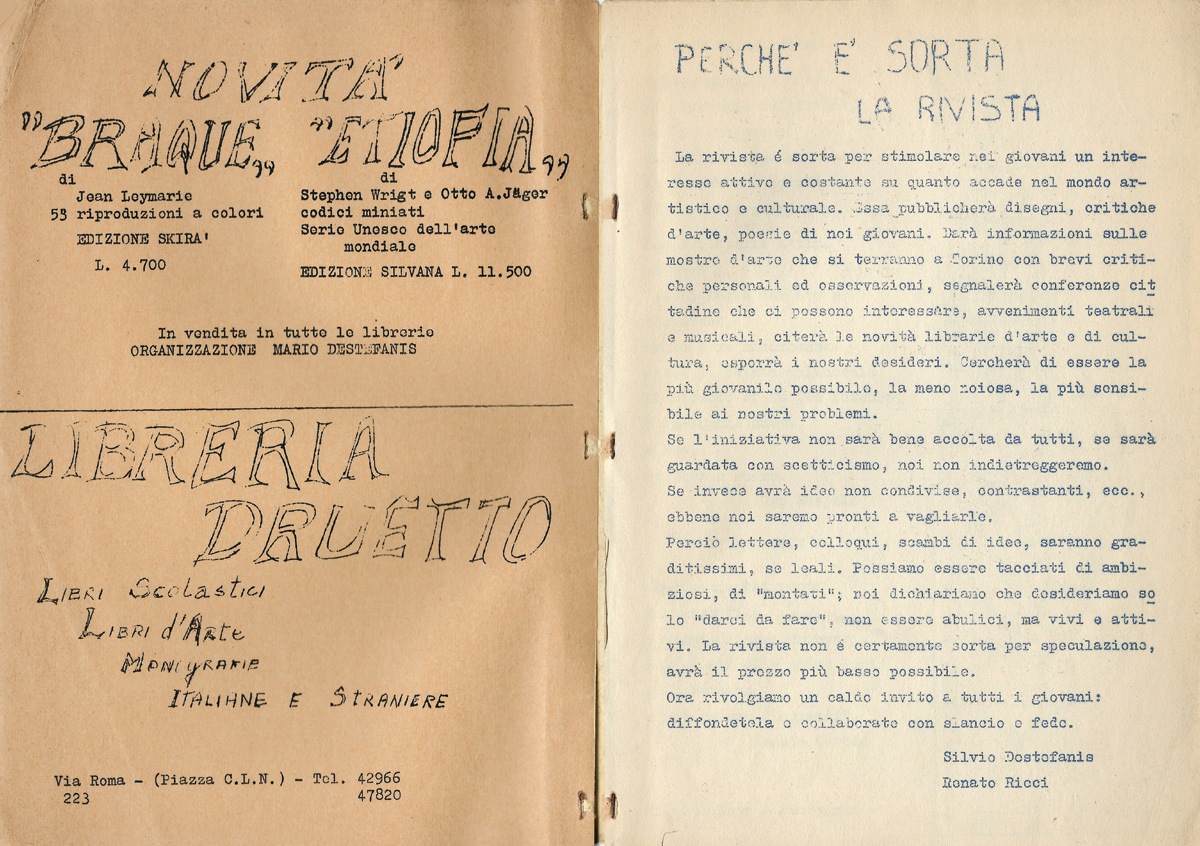 NOVITA'
"BRAQUE" "ETIOPIA"
di
Jean Leymarie
53 riproduzioni a colori
EDIZIONE SKIRA'
L. 4.700
di
Stephen Wrigt e Otto A.Jäger
codici miniati
Serie Unesco dell'arte
mondiale
EDIZIONE SILVANA L. 11.500
In vendita in tutte le librerie
ORGANIZZAZIONE MARIO DESTEFANIS
LIBRERIA
DRUETTO
LIBRI Scolastici
LIBRI d'Arte
MONIGRAFIE
ITALIANE E STRANIERE
Via Roma - (Piazza C.L.N.) - Tel. 42966
223 47820
PERCHE' E' SORTA
LA RIVISTA
La rivista é sorta per stimolare nei giovani un inte-
resse attivo e costante su quanto accade nel mondo ar-
tistico e culturale. Essa pubblicherà disegni, critiche
d'arte, poesie di noi giovani. Darà informazioni sulle
mostre d'arte che si terranno a Torino con brevi criti-
che personali ed osservazioni, segnalerà conferenze cit
tadine che ci possono interessare, avvenimenti teatrali
e musicali, citerà le novità librarie d'arte e di cul-
tura, esporrà i nostri desideri. Cercherà di essere la
più giovanile possibile, la meno noiosa, la più sensi-
bile ai nostri problemi.
Se l'iniziativa non sarà bene accolta da tutti, se sarà
guardata con scetticismo, noi non indietreggeremo.
Se invece avrà idee non condivise, contrastanti, ecc.,
ebbene noi saremo pronti a vagliarle.
Perciò lettere, colloqui, scambi di idee, saranno gra-
ditissimi, se leali. Possiamo essere tacciati di ambi-
ziosi, di "montati"; noi dichiariamo che desideriamo so
lo "darci da fare", non essere abulici, ma vivi e atti-
vi. La rivista non é certamente sorta per speculazione,
avrà il prezzo più basso possibile.
Ora rivolgiamo un caldo invito a tutti i giovani:
diffondetela e collaborate con slancio e fede.
Silvio Destefanis
Renato Ricci